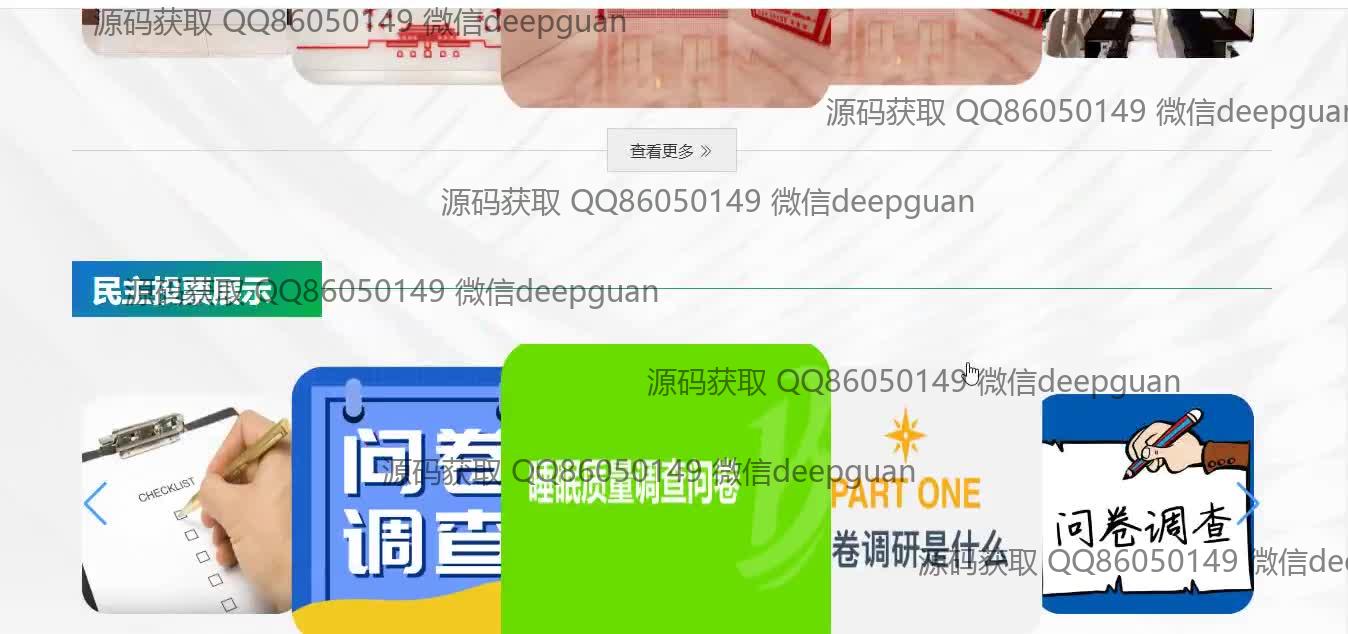 源码获取 QQ86050149 微信deepguan
源码获取 QQ86050149 微信deepguan
查看更多 »
源码获取 QQ86050149 微信deepguan
民主投票展示
源码获取 QQ86050149 微信deepguan
源码获取 QQ86050149 微信deepguan
CHECKLIST
问卷
调查
睡眠质量调查问卷
源码获取 QQ86050149 微信deepguan
PART ONE
卷调研是什么
问卷调查
源码获取 QQ86050149 微信dee